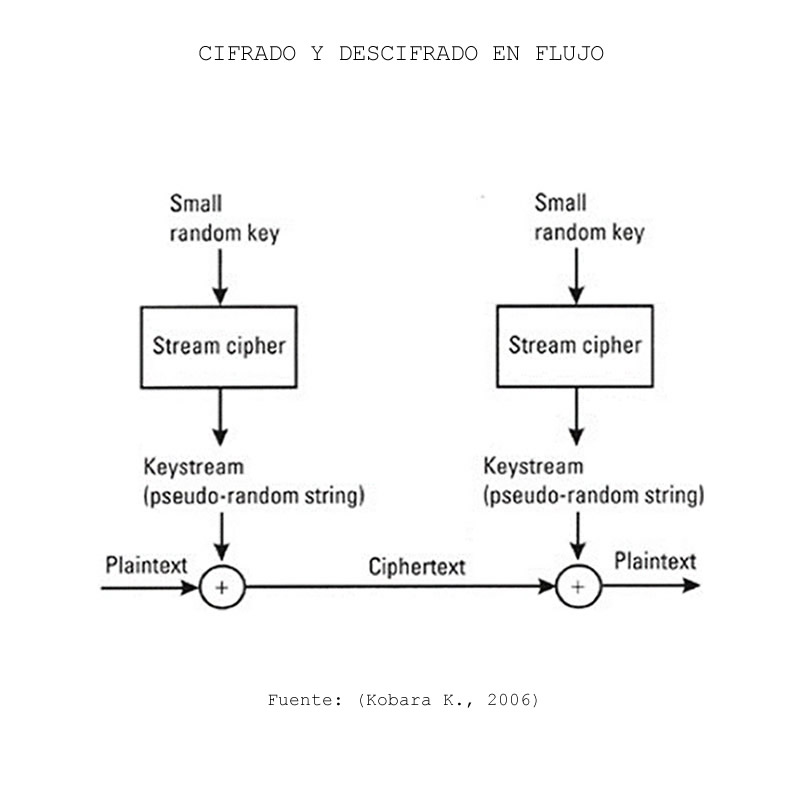 CIFRADO Y DESCIFRADO EN FLUJO
Small
random key
Small
random key
Stream cipher
Stream cipher
Keystream
(pseudo-random string)
Keystream
(pseudo-random string)
Plaintext
+
Ciphertext
+
Plaintext
Fuente: (Kobara K., 2006)